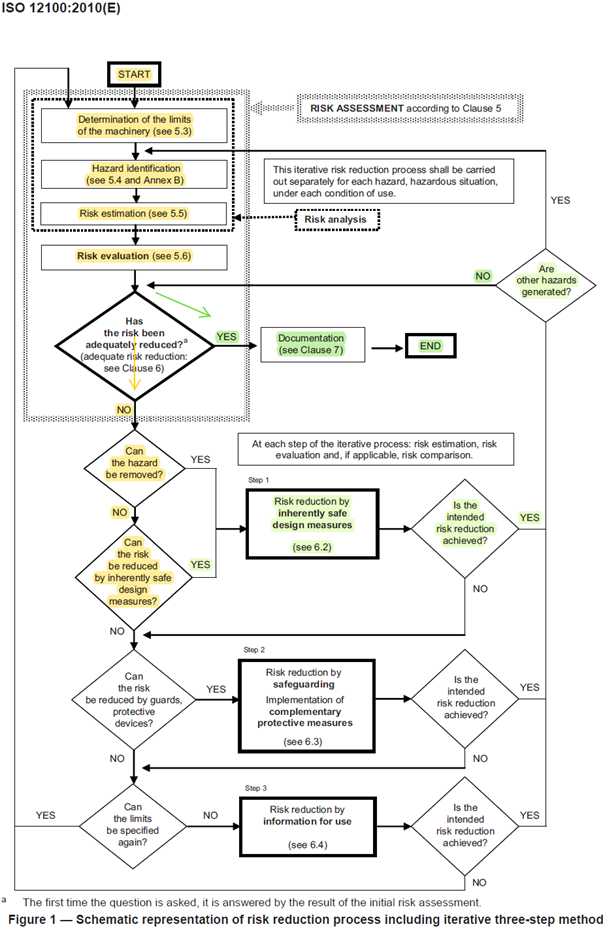 ISO 12100:2010(E)
START
RISK ASSESSMENT according to Clause 5
Determination of the limits
of the machinery (see 5.3)
Hazard identification
(see 5.4 and Annex B)
This iterative risk reduction process shall be carried
out separately for each hazard, hazardous situation,
under each condition of use.
YES
Risk estimation (see 5.5)
Risk analysis
Risk evaluation (see 5.6)
NO
Are
other hazards
generated?
Has
the risk been
adequately reduced?a
(adequate risk reduction:
see Clause 6)
YES
Documentation
(see Clause 7)
END
NO
At each step of the iterative process: risk estimation, risk
evaluation and, if applicable, risk comparison.
Can
the hazard
be removed?
YES
Step 1
Risk reduction by
inherently safe
design measures
(see 6.2)
Is the
intended
risk reduction
achieved?
YES
NO
Can
the risk
be reduced
by inherently safe
design
measures?
YES
NO
NO
Step 2
Can
the risk
be reduced by guards,
protective
devices?
YES
Risk reduction by
safeguarding
Implementation of
complementary
protective measures
(see 6.3)
Is the
intended
risk reduction
achieved?
YES
NO
NO
Step 3
YES
Can
the limits
be specified
again?
NO
Risk reduction by
information for use
(see 6.4)
Is the
intended
risk reduction
achieved?
YES
NO
a The first time the question is asked, it is answered by the result of the initial risk assessment.
Figure 1 — Schematic representation of risk reduction process including iterative three-step method